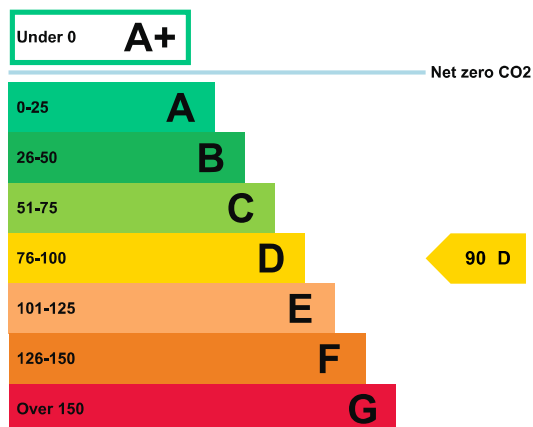 Under 0 A+
Net zero CO2
0-25 A
26-50 B
51-75 C
76-100 D
90 D
101-125 E
126-150 F
Over 150 G